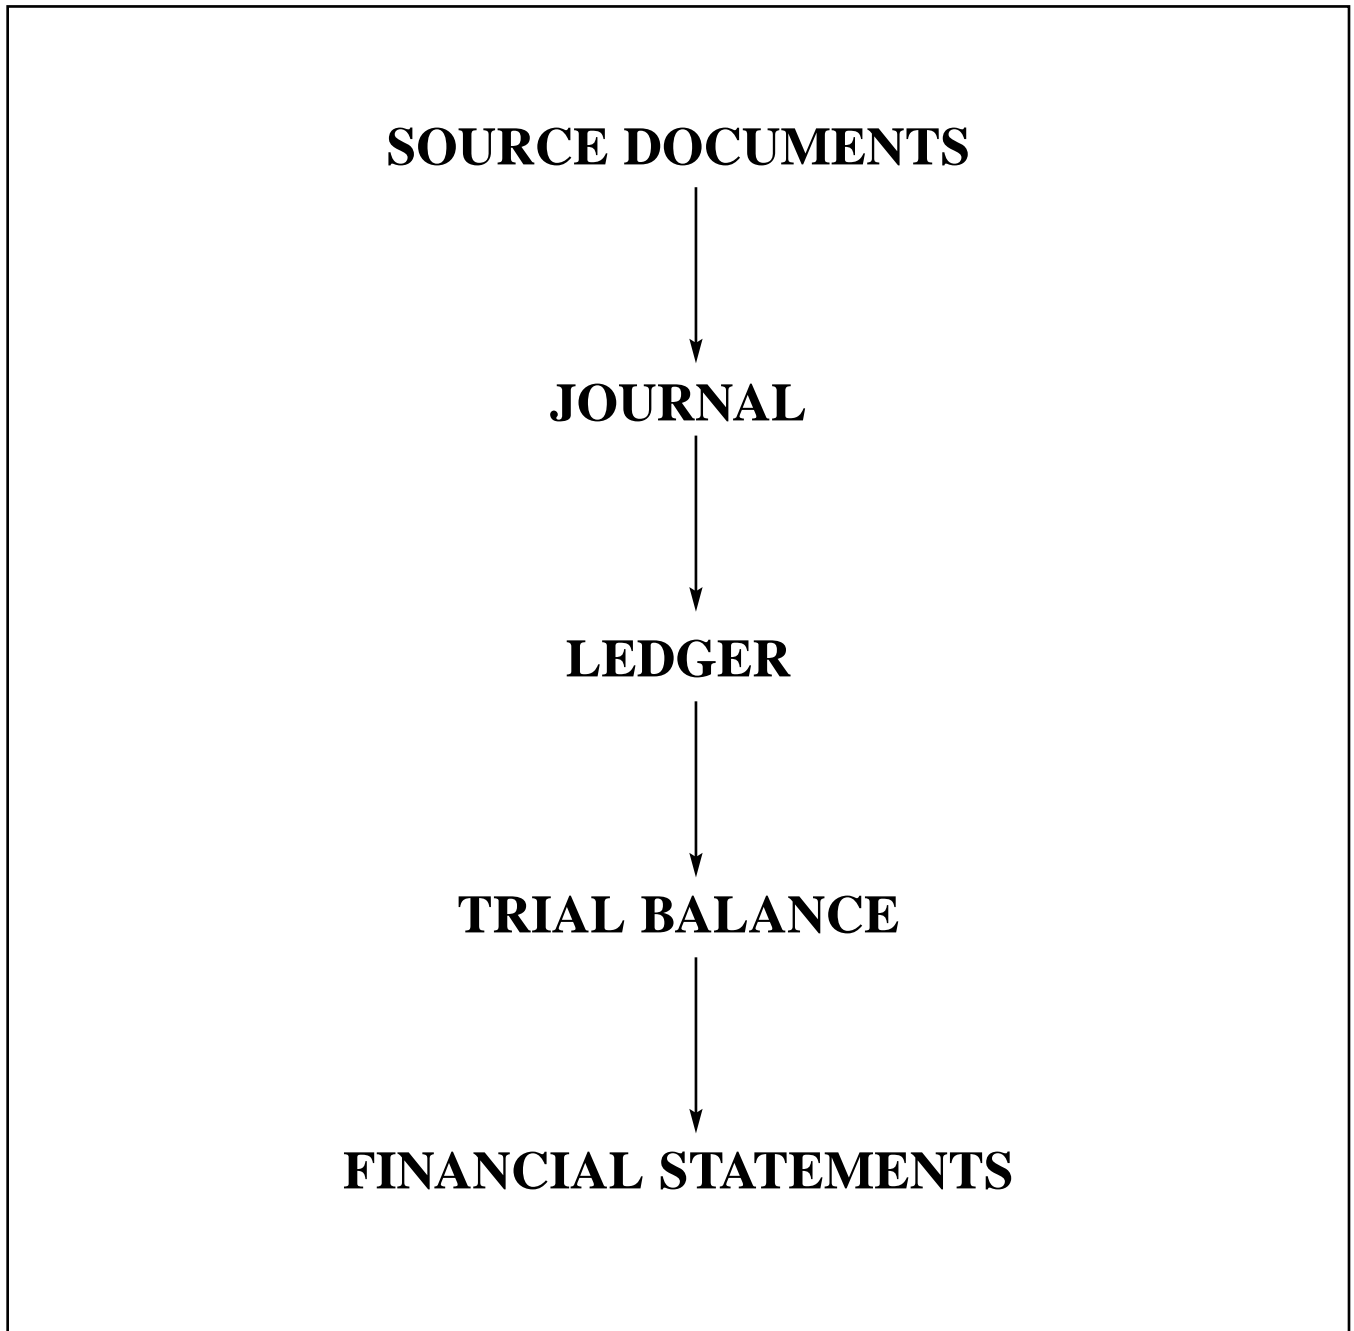 SOURCE DOCUMENTS
JOURNAL
LEDGER
TRIAL BALANCE
FINANCIAL STATEMENTS